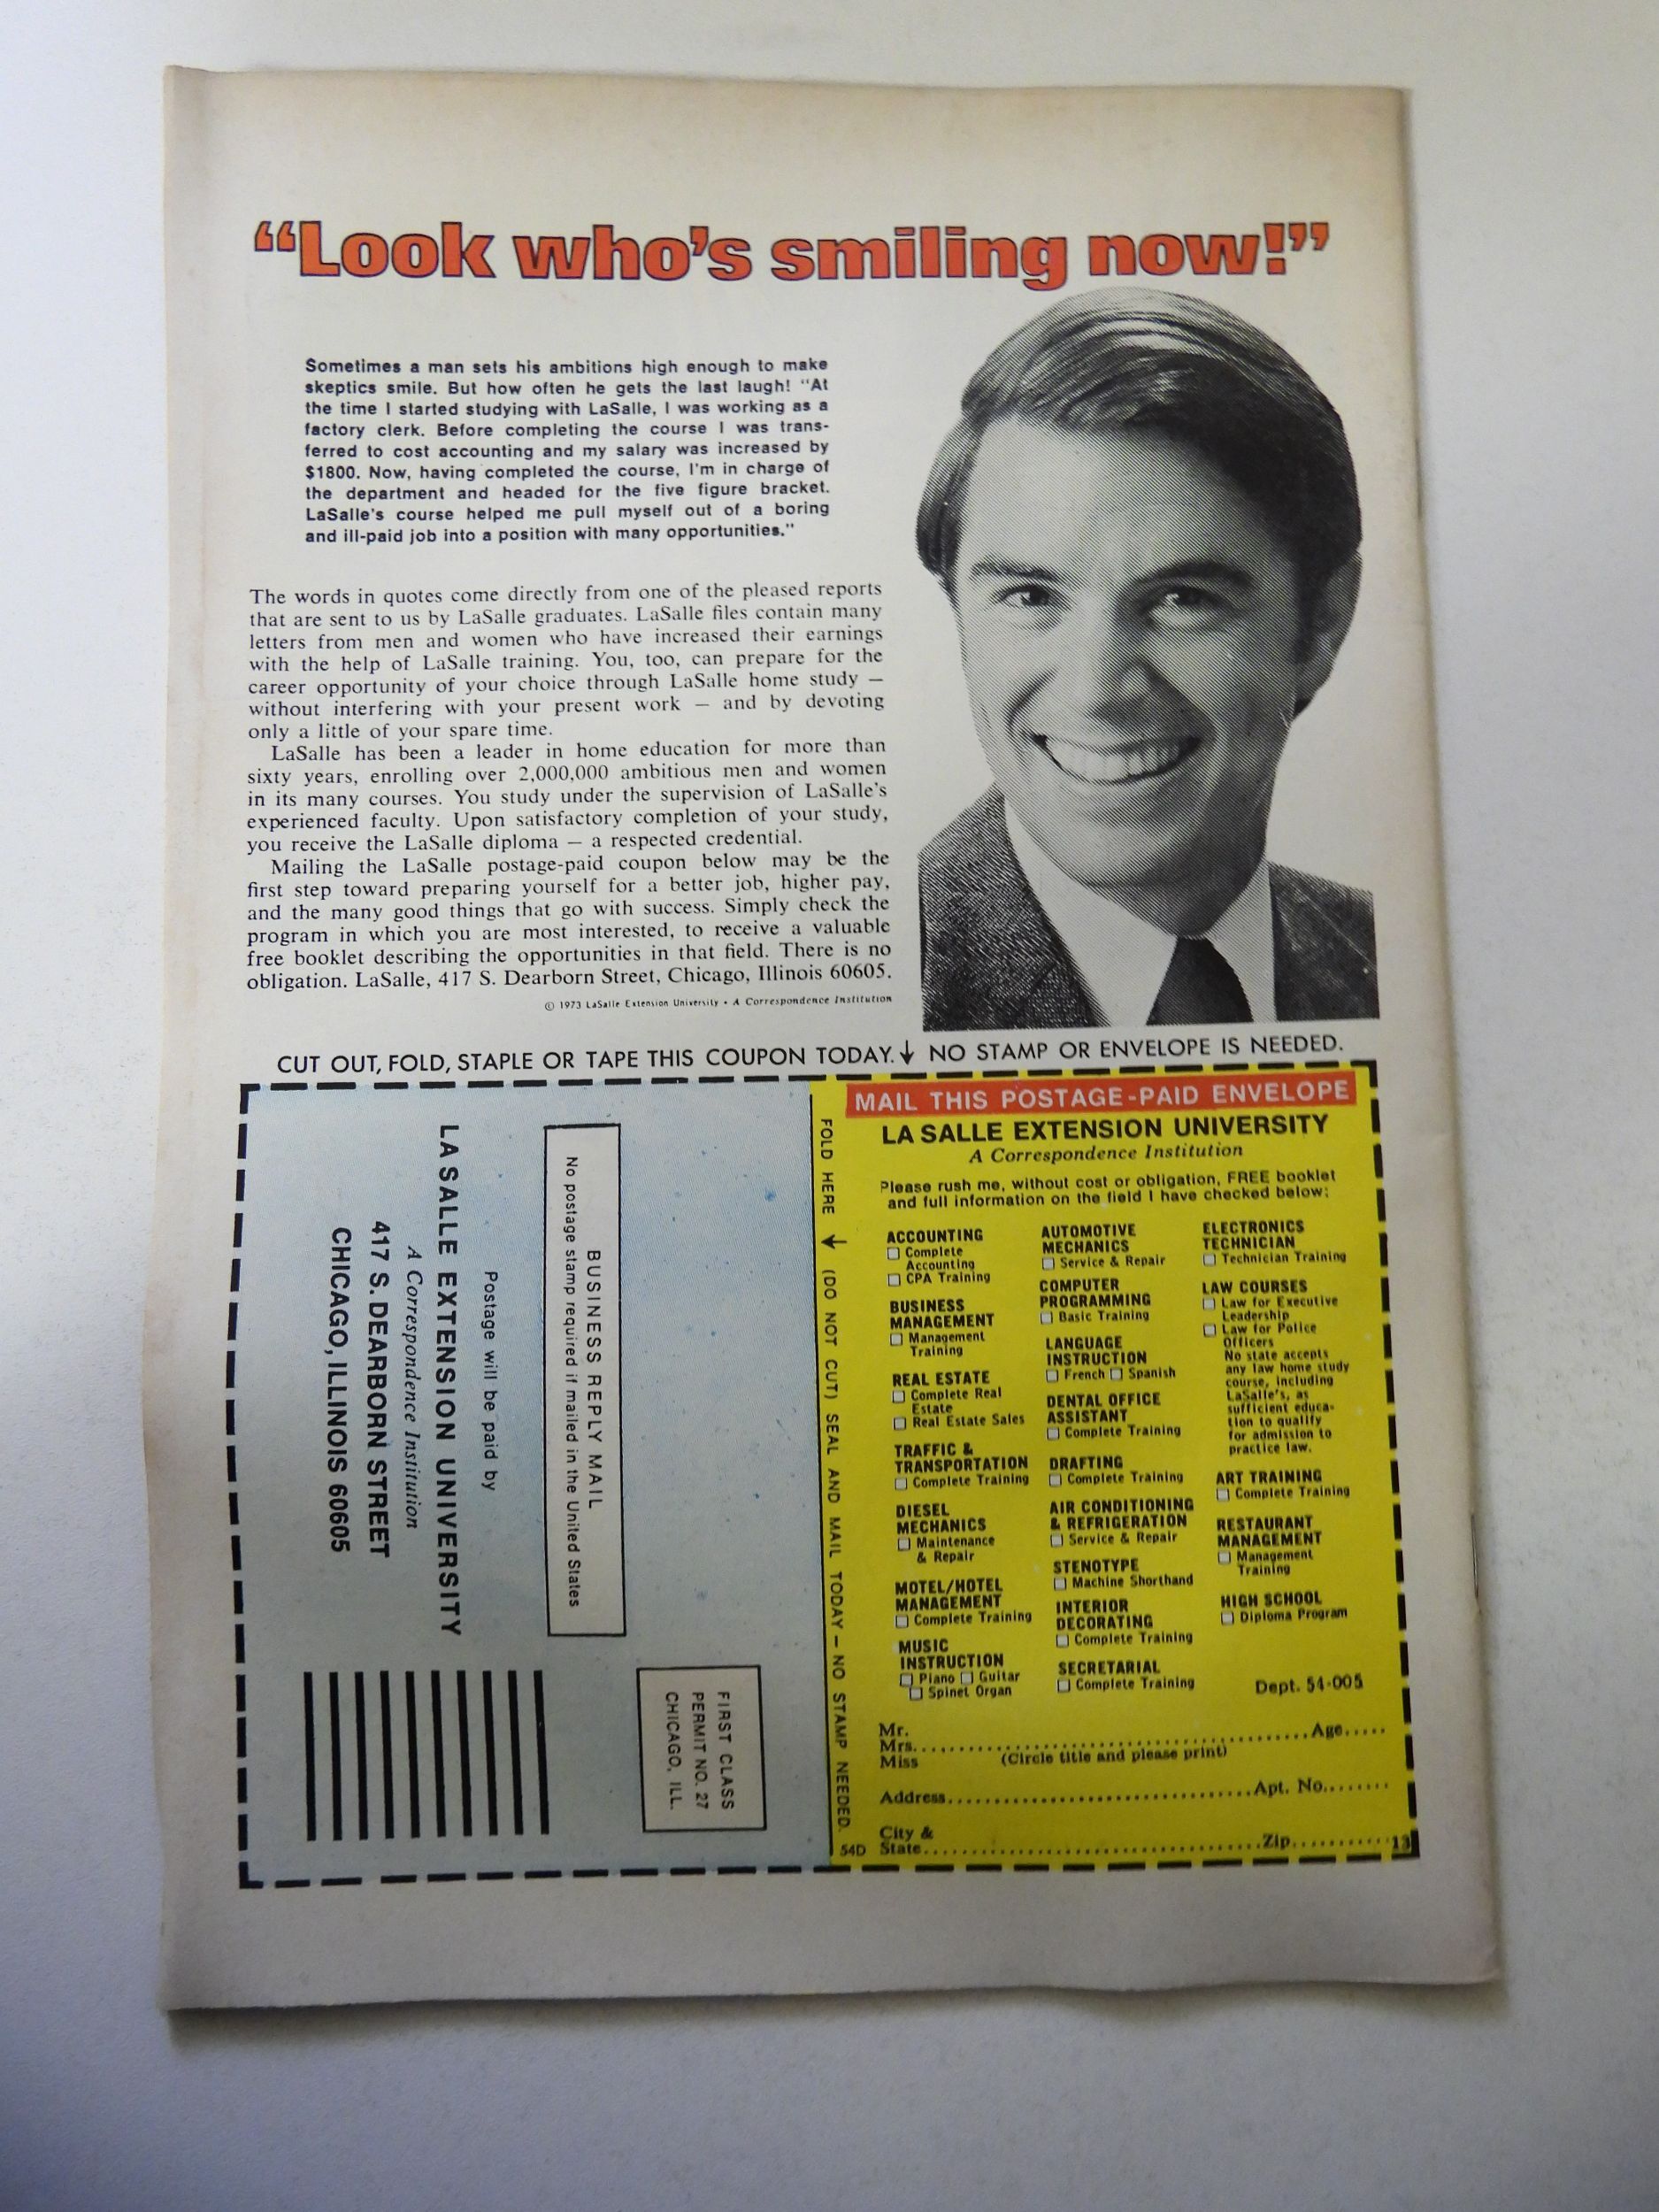 “Look who’s smiling now!”
Sometimes a man sets his ambitions high enough to make
skeptics smile. But how often he gets the last laugh! “At
the time I started studying with LaSalle, I was working as a
factory clerk. Before completing the course I was trans-
ferred to cost accounting and my salary was increased by
$1800. Now, having completed the course, I’m in charge of
the department and headed for the five figure bracket.
LaSalle’s course helped me pull myself out of a boring
and ill-paid job into a position with many opportunities.”
The words in quotes come directly from one of the pleased reports
that are sent to us by LaSalle graduates. LaSalle files contain many
letters from men and women who have increased their earnings
with the help of LaSalle training. You, too, can prepare for the
career opportunity of your choice through LaSalle home study —
without interfering with your present work — and by devoting
only a little of your spare time.
LaSalle has been a leader in home education for more than
sixty years, enrolling over 2,000,000 ambitious men and women
in its many courses. You study under the supervision of LaSalle’s
experienced faculty. Upon satisfactory completion of your study,
you receive the LaSalle diploma — a respected credential.
Mailing the LaSalle postage-paid coupon below may be the
first step toward preparing yourself for a better job, higher pay,
and the many good things that go with success. Simply check the
program in which you are most interested, to receive a valuable
free booklet describing the opportunities in that field. There is no
obligation. LaSalle, 417 S. Dearborn Street, Chicago, Illinois 60605.
© 1973 LaSalle Extension University • A Correspondence Institution
CUT OUT, FOLD, STAPLE OR TAPE THIS COUPON TODAY. ↓ NO STAMP OR ENVELOPE IS NEEDED.
FIRST CLASS
PERMIT NO. 27
CHICAGO, ILL.
BUSINESS REPLY MAIL
No postage stamp required if mailed in the United States
Postage will be paid by
LA SALLE EXTENSION UNIVERSITY
A Correspondence Institution
417 S. DEARBORN STREET
CHICAGO, ILLINOIS 60605
FOLD HERE → (DO NOT CUT) SEAL AND MAIL TODAY — NO STAMP NEEDED.
54D
MAIL THIS POSTAGE-PAID ENVELOPE
LA SALLE EXTENSION UNIVERSITY
A Correspondence Institution
Please rush me, without cost or obligation, FREE booklet
and full information on the field I have checked below:
ACCOUNTING
☐ Complete
Accounting
☐ CPA Training
BUSINESS
MANAGEMENT
☐ Management
Training
REAL ESTATE
☐ Complete Real
Estate
☐ Real Estate Sales
TRAFFIC &
TRANSPORTATION
☐ Complete Training
DIESEL
MECHANICS
☐ Maintenance
& Repair
MOTEL/HOTEL
MANAGEMENT
☐ Complete Training
MUSIC
INSTRUCTION
☐ Piano ☐ Guitar
☐ Spinet Organ
AUTOMOTIVE
MECHANICS
☐ Service & Repair
COMPUTER
PROGRAMMING
☐ Basic Training
LANGUAGE
INSTRUCTION
☐ French ☐ Spanish
DENTAL OFFICE
ASSISTANT
☐ Complete Training
DRAFTING
☐ Complete Training
AIR CONDITIONING
& REFRIGERATION
☐ Service & Repair
STENOTYPE
☐ Machine Shorthand
INTERIOR
DECORATING
☐ Complete Training
SECRETARIAL
☐ Complete Training
ELECTRONICS
TECHNICIAN
☐ Technician Training
LAW COURSES
☐ Law for Executive
Leadership
☐ Law for Police
Officers
No state accepts
any law home study
course, including
LaSalle’s, as
sufficient educa-
tion to qualify
for admission to
practice law.
ART TRAINING
☐ Complete Training
RESTAURANT
MANAGEMENT
☐ Management
Training
HIGH SCHOOL
☐ Diploma Program
Dept. 54-005
Mr.
Mrs.......................................................Age.....
Miss (Circle title and please print)
Address.............................................Apt. No........
City &
State...............................................Zip...........13